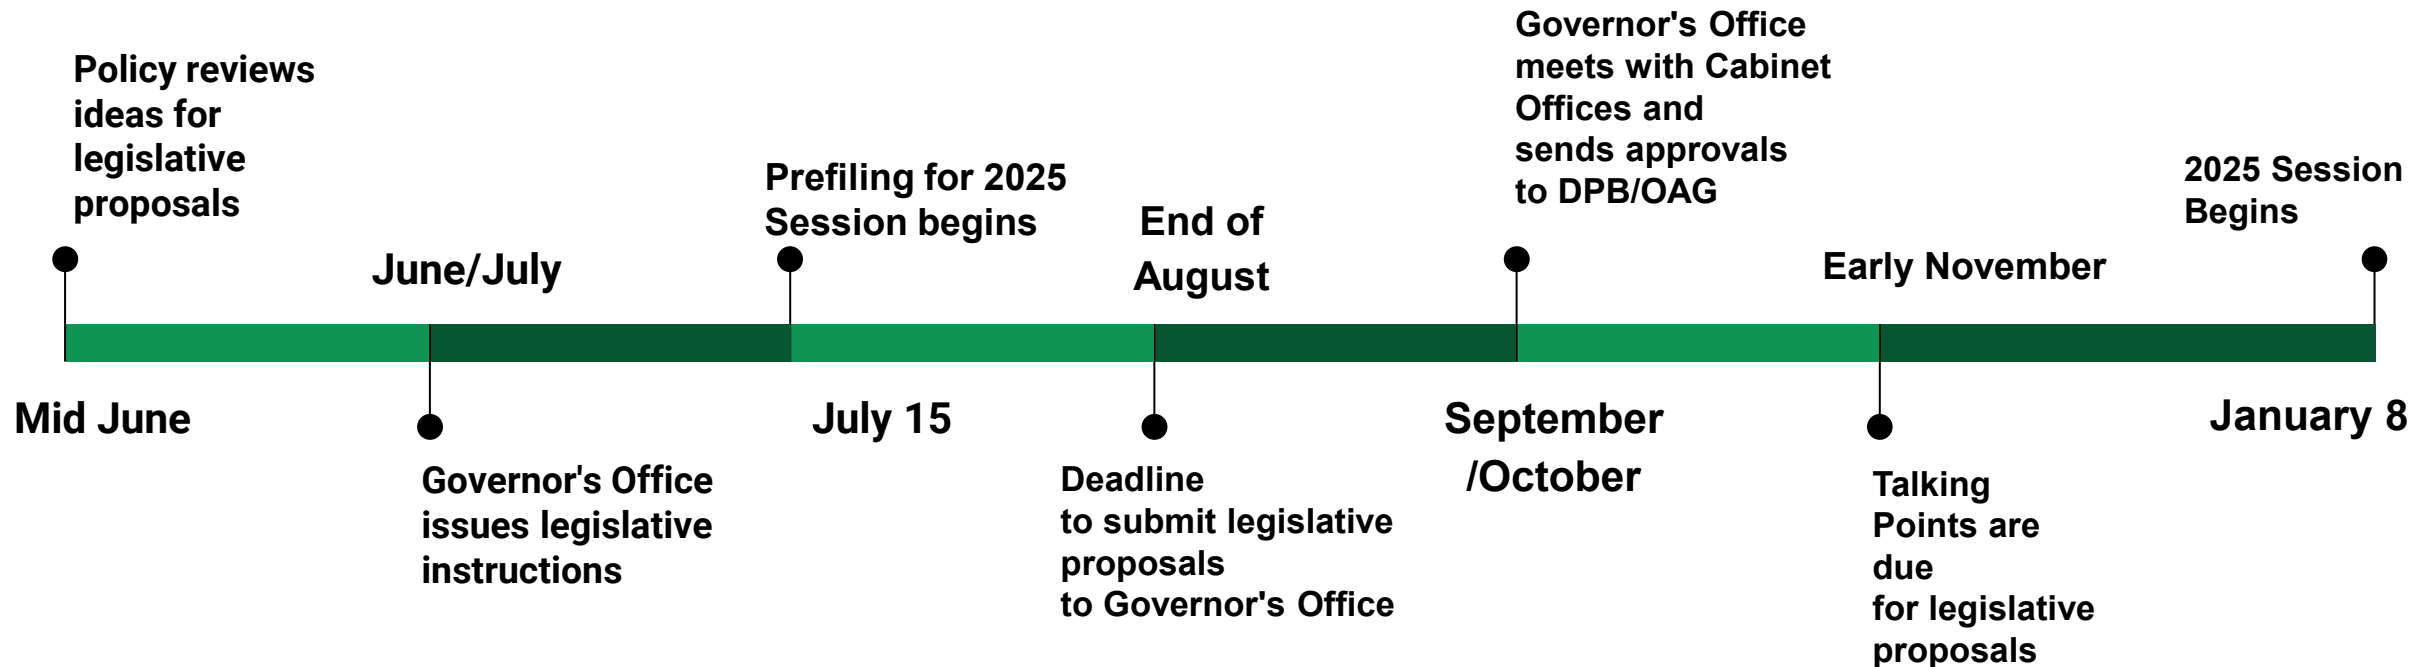 Policy reviews
ideas for
legislative
proposals
Mid June
June/July
Governor's Office
issues legislative
instructions
Prefiling for 2025
Session begins
July 15
End of
August
Deadline
to submit legislative
proposals
to Governor's Office
Governor's Office
meets with Cabinet
Offices and
sends approvals
to DPB/OAG
September
/October
Early November
Talking
Points are
due
for legislative
proposals
2025 Session
Begins
January 8